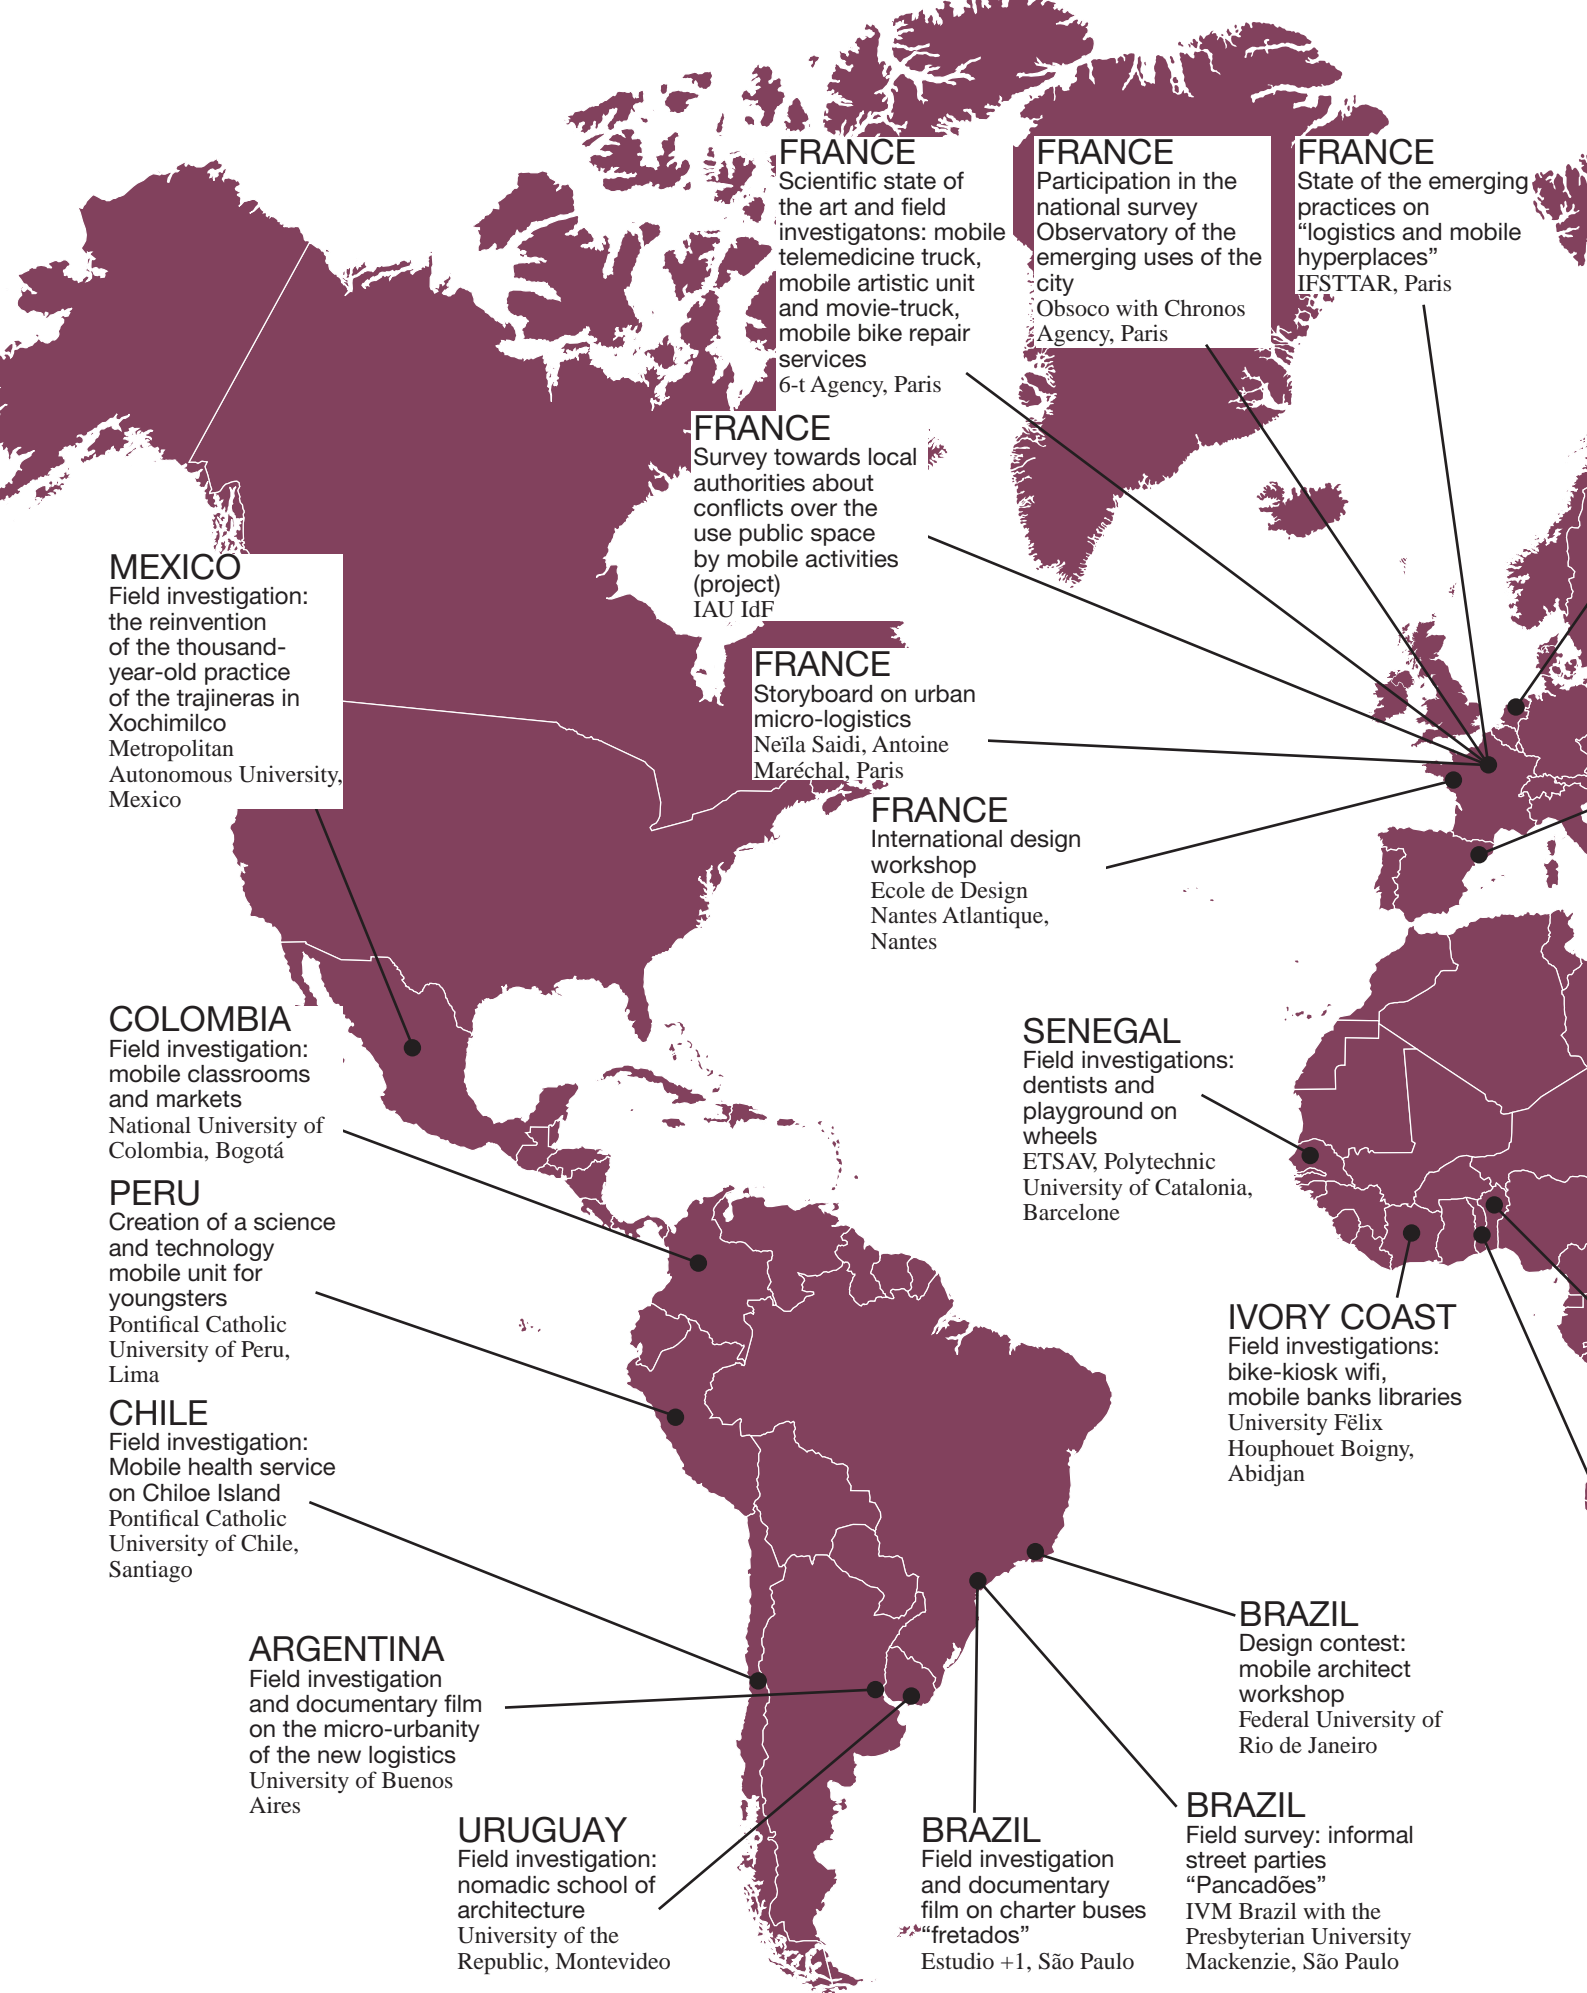 FRANCE
Scientific state of
the art and field
investigatons: mobile
telemedicine truck,
mobile artistic unit
and movie-truck,
mobile bike repair
services
6-t Agency, Paris
FRANCE
Participation in the
national survey
Observatory of the
emerging uses of the
city
Obsoco with Chronos
Agency, Paris
FRANCE
State of the emerging
practices on
“logistics and mobile
hyperplaces”
IFSTTAR, Paris
FRANCE
Survey towards local
authorities about
conflicts over the
use public space
by mobile activities
(project)
IAU IdF
MEXICO
Field investigation:
the reinvention
of the thousand-
year-old practice
of the trajineras in
Xochimilco
Metropolitan
Autonomous University,
Mexico
FRANCE
Storyboard on urban
micro-logistics
Neïla Saidi, Antoine
Maréchal, Paris
FRANCE
International design
workshop
Ecole de Design
Nantes Atlantique,
Nantes
COLOMBIA
Field investigation:
mobile classrooms
and markets
National University of
Colombia, Bogotá
SENEGAL
Field investigations:
dentists and
playground on
wheels
ETSAV, Polytechnic
University of Catalonia,
Barcelone
PERU
Creation of a science
and technology
mobile unit for
youngsters
Pontifical Catholic
University of Peru,
Lima
IVORY COAST
Field investigations:
bike-kiosk wifi,
mobile banks libraries
University Fëlix
Houphouet Boigny,
Abidjan
CHILE
Field investigation:
Mobile health service
on Chiloe Island
Pontifical Catholic
University of Chile,
Santiago
BRAZIL
Design contest:
mobile architect
workshop
Federal University of
Rio de Janeiro
ARGENTINA
Field investigation
and documentary film
on the micro-urbanity
of the new logistics
University of Buenos
Aires
URUGUAY
Field investigation:
nomadic school of
architecture
University of the
Republic, Montevideo
BRAZIL
Field investigation
and documentary
film on charter buses
“fretados”
Estudio +1, São Paulo
BRAZIL
Field survey: informal
street parties
“Pancadões”
IVM Brazil with the
Presbyterian University
Mackenzie, São Paulo